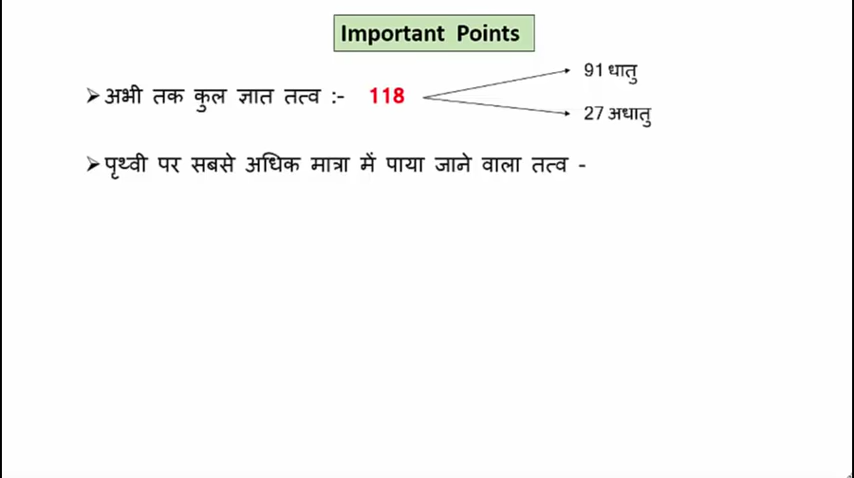 Important Points
➢अभी तक कुल ज्ञात तत्व :- 118
91 धातु
27 अधातु
➢पृथ्वी पर सबसे अधिक मात्रा में पाया जाने वाला तत्व -